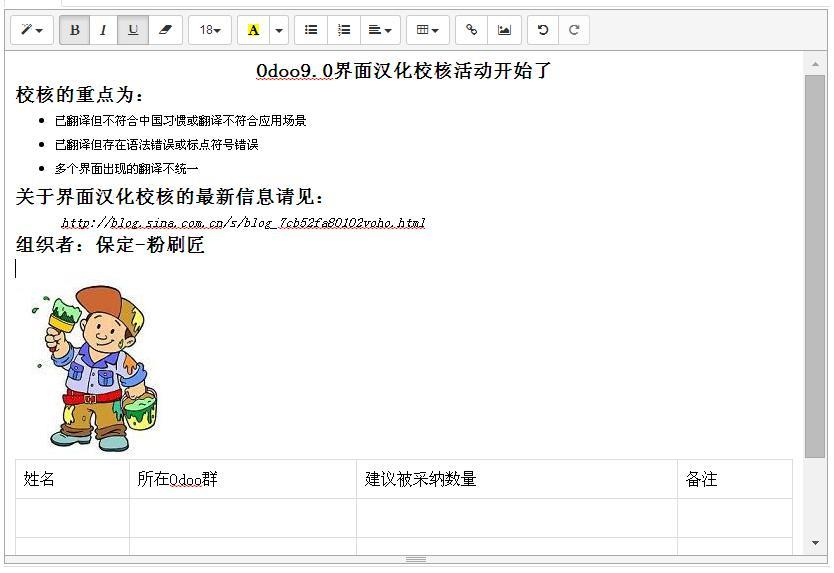 B I U 18 A
Odoo9.0界面汉化校核活动开始了
校核的重点为：
已翻译但不符合中国习惯或翻译不符合应用场景
已翻译但存在语法错误或标点符号错误
多个界面出现的翻译不统一
关于界面汉化校核的最新信息请见：
http://blog.sina.com.cn/s/blog_7cb52fa80102voho.html
组织者：保定-粉刷匠
姓名 所在Odoo群 建议被采纳数量 备注